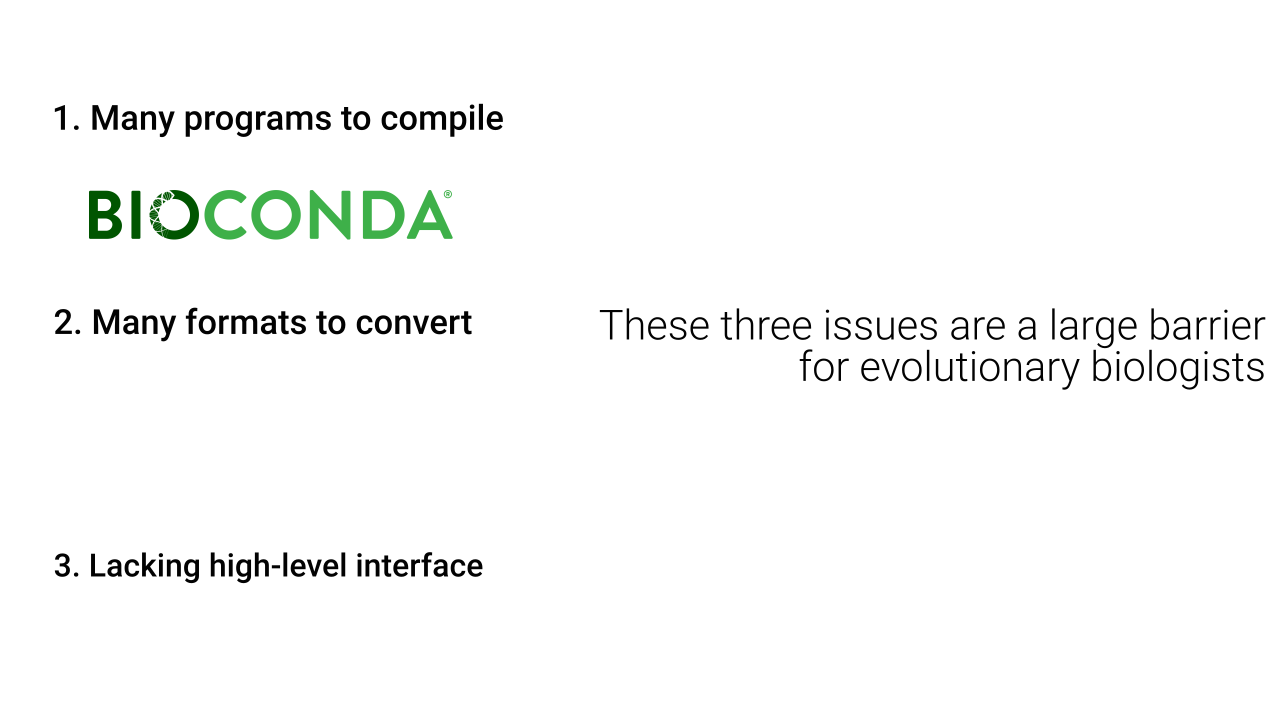 1. Many programs to compile
BIOCONDA®
2. Many formats to convert
These three issues are a large barrier
for evolutionary biologists
3. Lacking high-level interface